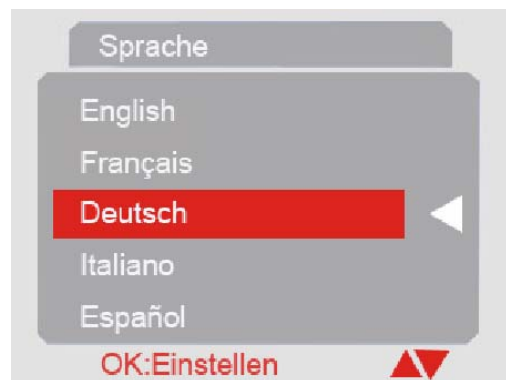 Sprache
English
Français
Deutsch
Italiano
Español
OK:Einstellen